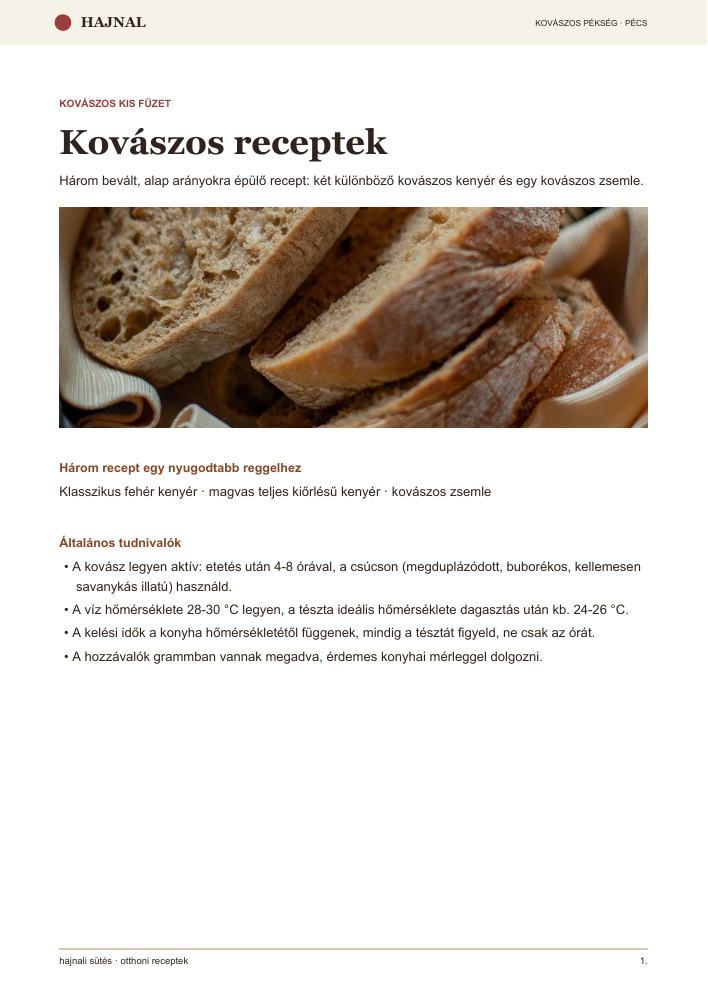 HAJNAL
KOVÁSZOS PÉKSÉG · PÉCS
KOVÁSZOS KIS FÜZET
Kovászos receptek
Három bevált, alap arányokra épülő recept: két különböző kovászos kenyér és egy kovászos zsemle.
Három recept egy nyugodtabb reggelhez
Klasszikus fehér kenyér · magvas teljes kiőrlésű kenyér · kovászos zsemle
Általános tudnivalók
• A kovász legyen aktív: etetés után 4-8 órával, a csúcson (megduplázódott, buborékos, kellemesen
savanykás illatú) használd.
• A víz hőmérséklete 28-30 °C legyen, a tészta ideális hőmérséklete dagasztás után kb. 24-26 °C.
• A kelési idők a konyha hőmérsékletétől függenek, mindig a tésztát figyeld, ne csak az órát.
• A hozzávalók grammban vannak megadva, érdemes konyhai mérleggel dolgozni.
hajnali sütés · otthoni receptek
1.